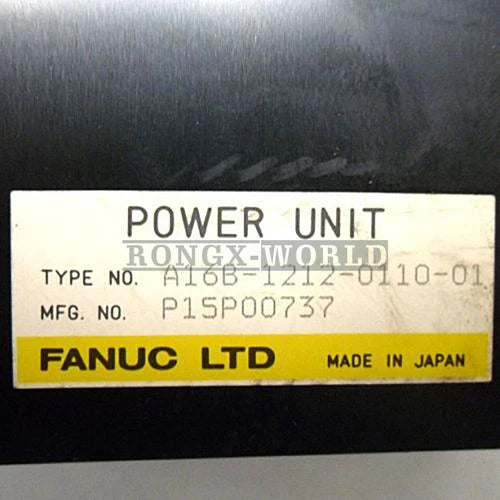 POWER UNIT
RONGX-WORLD
TYPE NO. A16B-1212-0110-01
MFG. NO. P15P00737
FANUC LTD MADE IN JAPAN